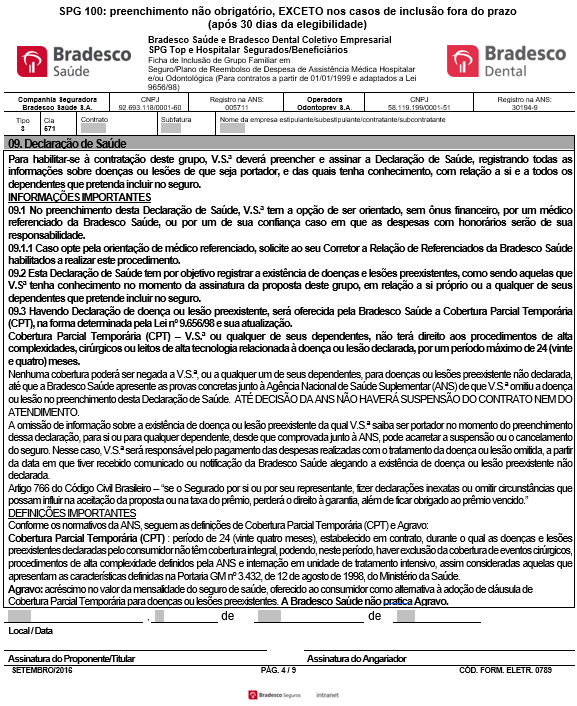 SPG 100: preenchimento não obrigatório, EXCETO nos casos de inclusão fora do prazo
(após 30 dias da elegibilidade)
Bradesco
Saúde
Bradesco Saúde e Bradesco Dental Coletivo Empresarial
SPG Top e Hospitalar Segurados/Beneficiários
Ficha de Inclusão de Grupo Familiar em
Seguro/Plano de Reembolso de Despesa de Assistência Médica Hospitalar
e/ou Odontológica (Para contratos a partir de 01/01/1999 e adaptados a Lei
9656/98)
Bradesco
Dental
Companhia Seguradora
Bradesco Saúde S.A.
CNPJ
92.693.118/0001-60
Registro na ANS:
005711
Operadora
Odontoprev S.A.
CNPJ
58.119.199/0001-51
Registro na ANS:
30194-9
Tipo
3
Cia
571
Contrato
Subfatura
Nome da empresa estipulante/subestipulante/contratante/subcontratante
09. Declaração de Saúde
Para habilitar-se à contratação deste grupo, V.S.ª deverá preencher e assinar a Declaração de Saúde, registrando todas as
informações sobre doenças ou lesões de que seja portador, e das quais tenha conhecimento, com relação a si e a todos os
dependentes que pretenda incluir no seguro.
INFORMAÇÕES IMPORTANTES
09.1 No preenchimento desta Declaração de Saúde, V.S.ª tem a opção de ser orientado, sem ônus financeiro, por um médico
referenciado da Bradesco Saúde, ou por um de sua confiança caso em que as despesas com honorários serão de sua
responsabilidade.
09.1.1 Caso opte pela orientação de médico referenciado, solicite ao seu Corretor a Relação de Referenciados da Bradesco Saúde
habilitados a realizar este procedimento.
09.2 Esta Declaração de Saúde tem por objetivo registrar a existência de doenças e lesões preexistentes, como sendo aquelas que
V.Sª tenha conhecimento no momento da assinatura da proposta deste grupo, em relação a si próprio ou a qualquer de seus
dependentes que pretende incluir no seguro.
09.3 Havendo Declaração de doença ou lesão preexistente, será oferecida pela Bradesco Saúde a Cobertura Parcial Temporária
(CPT), na forma determinada pela Lei nº 9.656/98 e sua atualização.
Cobertura Parcial Temporária (CPT) – V.S.ª ou qualquer de seus dependentes, não terá direito aos procedimentos de alta
complexidades, cirúrgicos ou leitos de alta tecnologia relacionada à doença ou lesão declarada, por um período máximo de 24 (vinte
e quatro) meses.
Nenhuma cobertura poderá ser negada a V.S.ª, ou a qualquer um de seus dependentes, para doenças ou lesões preexistente não declarada,
até que a Bradesco Saúde apresente as provas concretas junto à Agência Nacional de Saúde Suplementar (ANS) de que V.S.ª omitiu a doença
ou lesão no preenchimento desta Declaração de Saúde. ATÉ DECISÃO DA ANS NÃO HAVERÁ SUSPENSÃO DO CONTRATO NEM DO
ATENDIMENTO.
A omissão de informação sobre a existência de doença ou lesão preexistente da qual V.S.ª saiba ser portador no momento do preenchimento
dessa declaração, para si ou para qualquer dependente, desde que comprovada junto à ANS, pode acarretar a suspensão ou o cancelamento
do seguro. Nesse caso, V.S.ª será responsável pelo pagamento das despesas realizadas com o tratamento da doença ou lesão omitida, a partir
da data em que tiver recebido comunicado ou notificação da Bradesco Saúde alegando a existência de doença ou lesão preexistente não
declarada.
Artigo 766 do Código Civil Brasileiro – “se o Segurado por si ou por seu representante, fizer declarações inexatas ou omitir circunstâncias que
possam influir na aceitação da proposta ou na taxa do prêmio, perderá o direito à garantia, além de ficar obrigado ao prêmio vencido.”
DEFINIÇÕES IMPORTANTES
Conforme os normativos da ANS, seguem as definições de Cobertura Parcial Temporária (CPT) e Agravo:
Cobertura Parcial Temporária (CPT) : período de 24 (vinte quatro meses), estabelecido em contrato, durante o qual as doenças e lesões
preexistentes declaradas pelo consumidor não têm cobertura integral, podendo, neste período, haver exclusão da cobertura de eventos cirúrgicos,
procedimentos de alta complexidade definidos pela ANS e internação em unidade de tratamento intensivo, assim consideradas aquelas que
apresentam as características definidas na Portaria GM nº 3.432, de 12 de agosto de 1998, do Ministério da Saúde.
Agravo: acréscimo no valor da mensalidade do seguro de saúde, oferecido ao consumidor como alternativa à adoção de cláusula de
Cobertura Parcial Temporária para doenças ou lesões preexistentes. A Bradesco Saúde não pratica Agravo.
, de de
Local / Data
Assinatura do Proponente/Titular
Assinatura do Angariador
SETEMBRO/2016
PÁG. 4 / 9
CÓD. FORM. ELETR. 0789
Bradesco Seguros
intranet